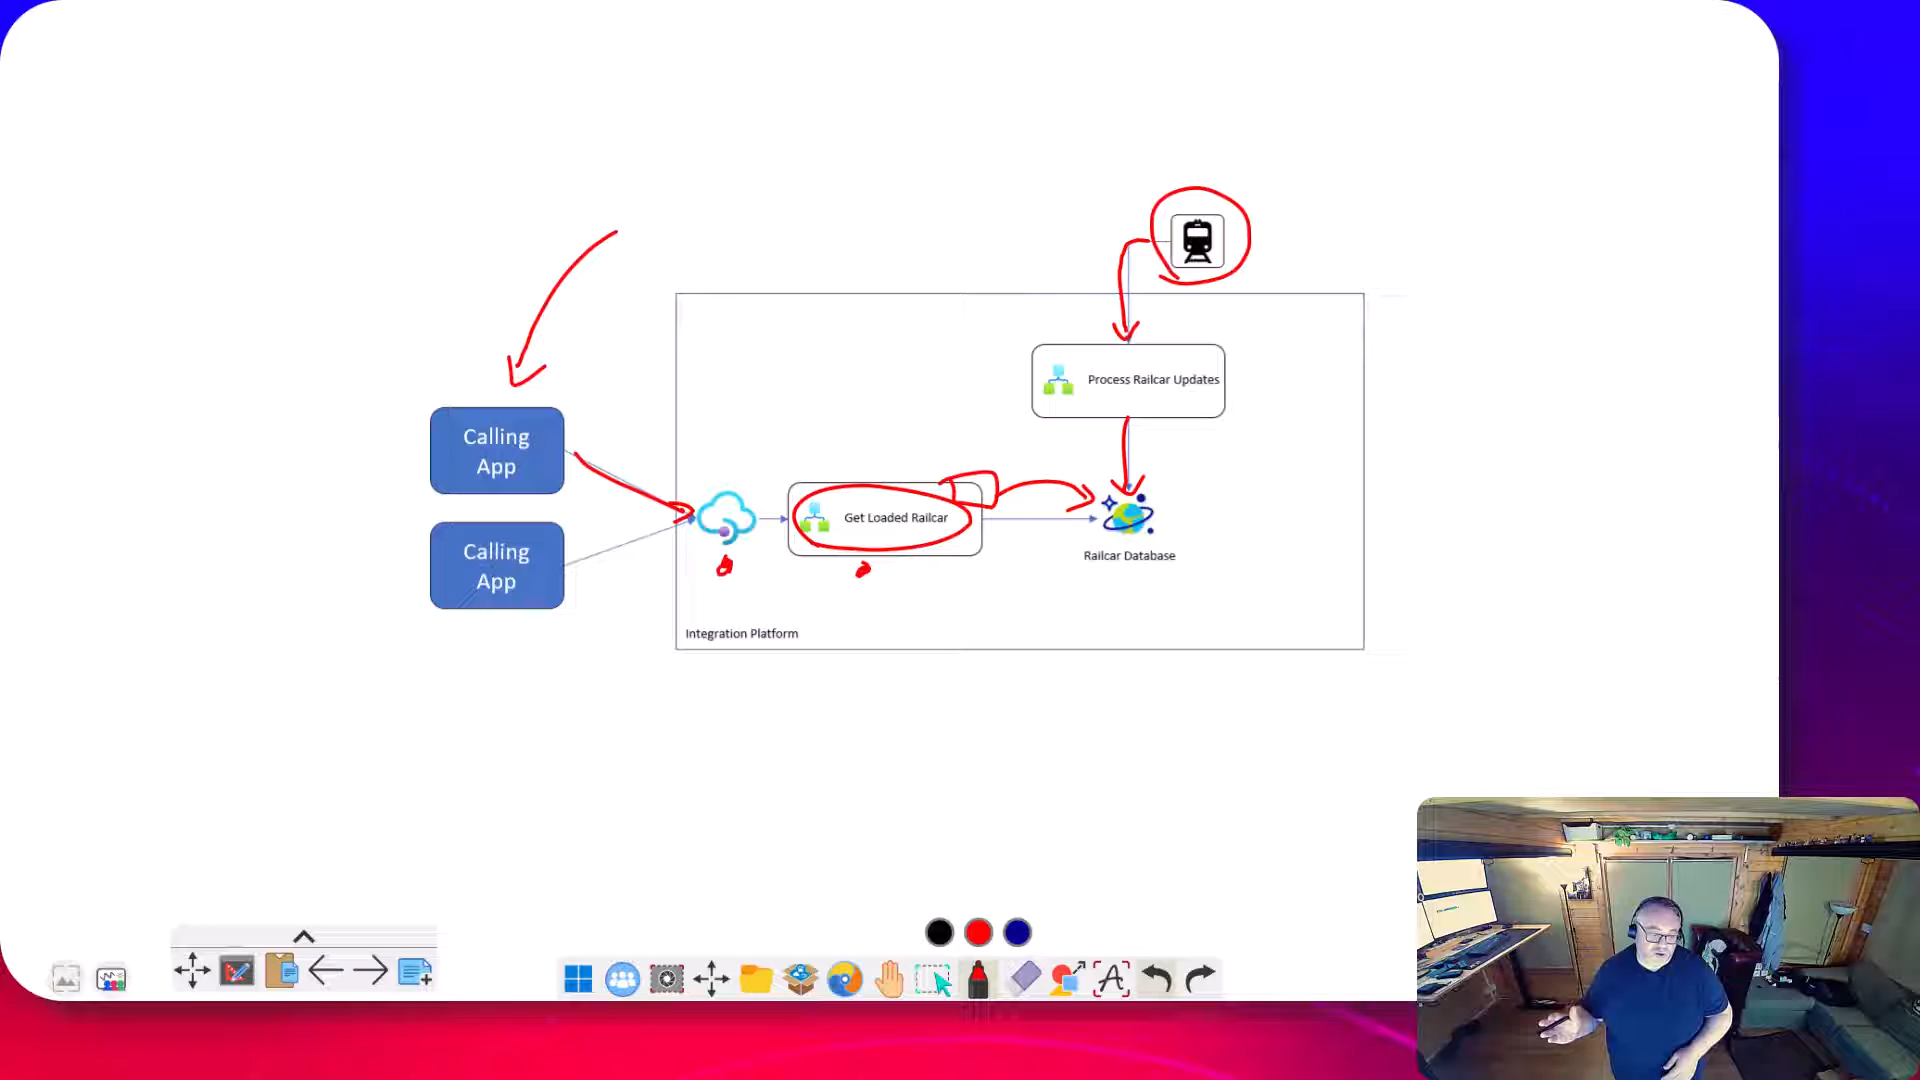 Process Railcar Updates
Calling
App
Get Loaded Railcar
Calling
App
Railcar Database
Integration Platform